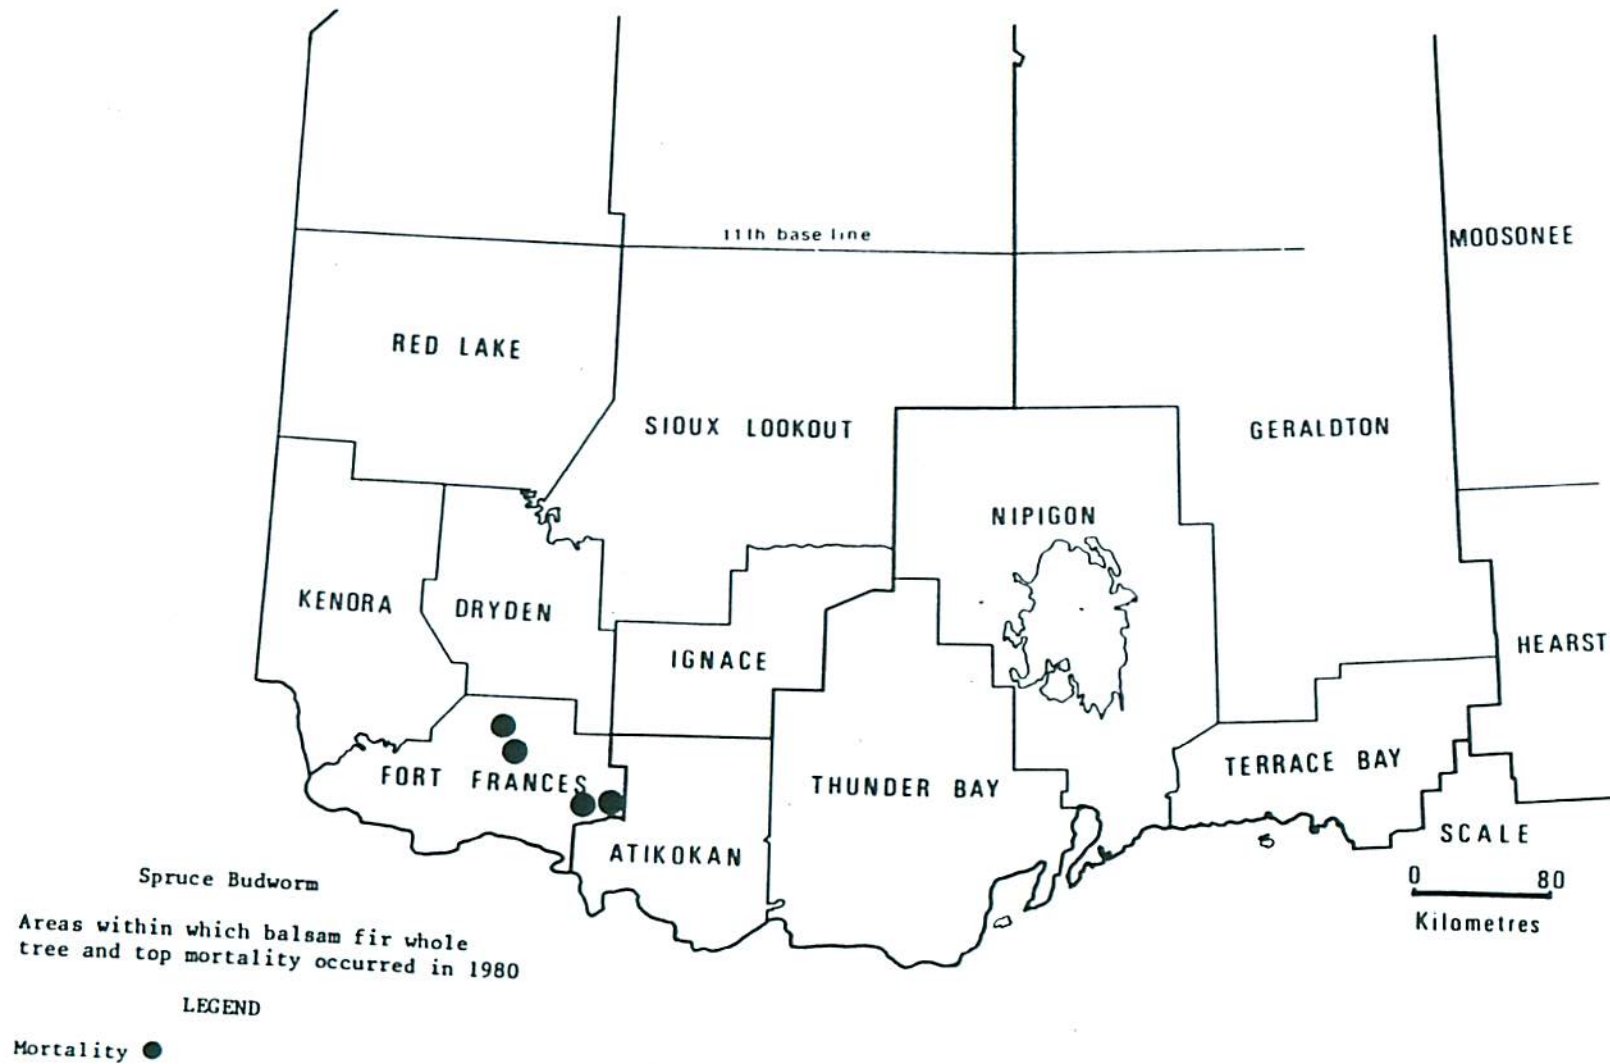 11th base line
MOOSONEE
RED LAKE
SIOUX LOOKOUT
GERALDTON
NIPIGON
KENORA
DRYDEN
IGNACE
HEARST
FORT FRANCES
THUNDER BAY
TERRACE BAY
ATIKOKAN
SCALE
0 80
Kilometres
Spruce Budworm
Areas within which balsam fir whole
tree and top mortality occurred in 1980
LEGEND
Mortality